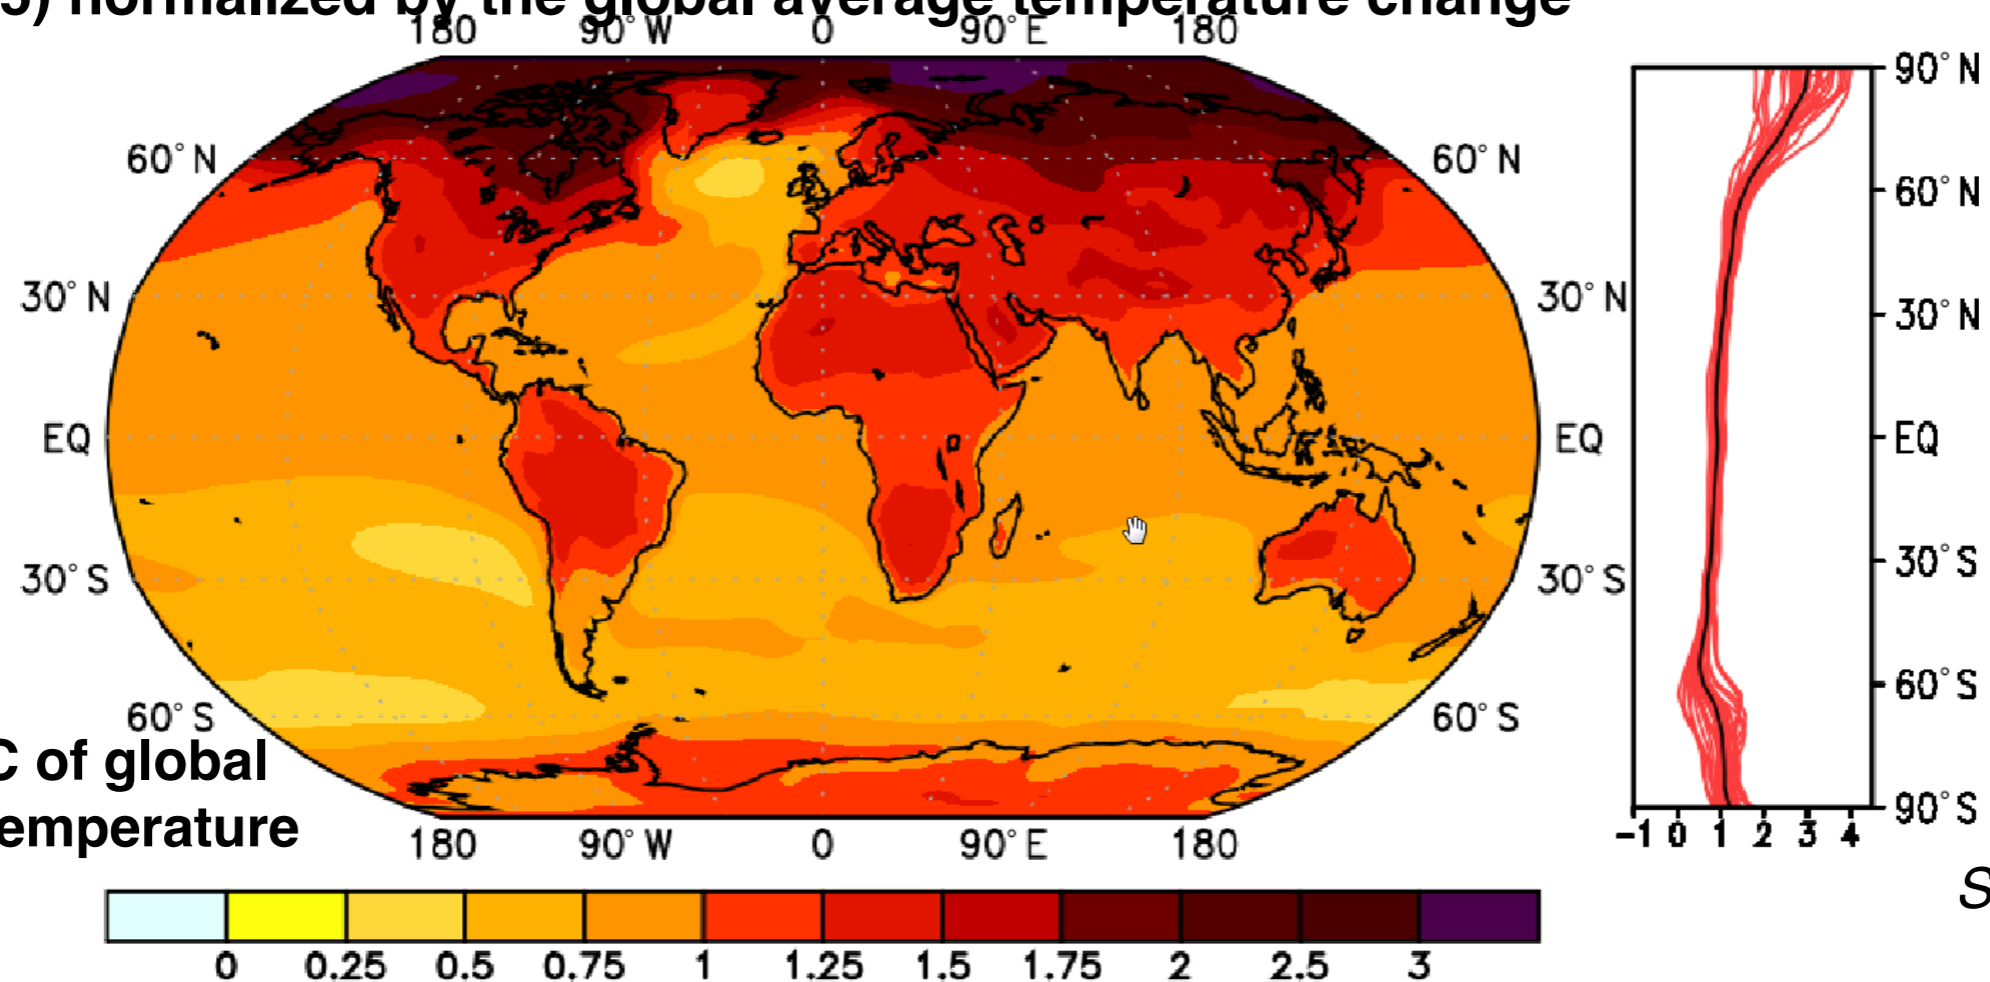 5) normalized by the global average temperature change
180 90°W 0 90°E 180
90°N
60°N 60°N 60°N
30°N 30°N 30°N
EQ EQ EQ
30°S 30°S 30°S
60°S 60°S 60°S
90°S
C of global
emperature
180 90°W 0 90°E 180
-1 0 1 2 3 4
S
0 0.25 0.5 0.75 1 1.25 1.5 1.75 2 2.5 3